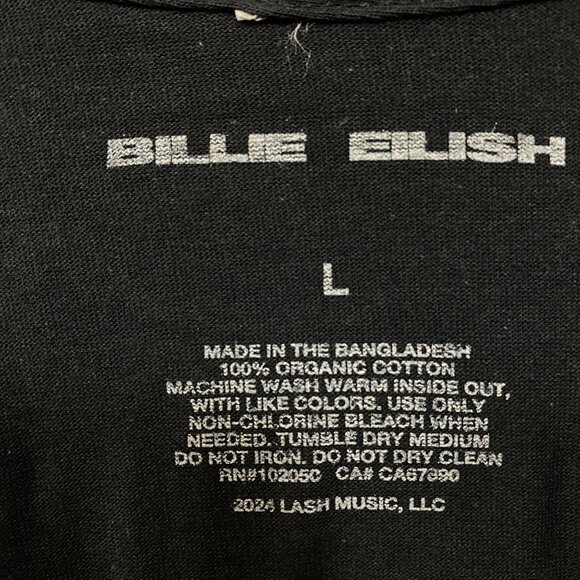 BILLIE EILISH
L
MADE IN THE BANGLADESH
100% ORGANIC COTTON
MACHINE WASH WARM INSIDE OUT,
WITH LIKE COLORS. USE ONLY
NON-CHLORINE BLEACH WHEN
NEEDED. TUMBLE DRY MEDIUM
DO NOT IRON. DO NOT DRY CLEAN
RN#102050 CA# CA67890
2024 LASH MUSIC, LLC